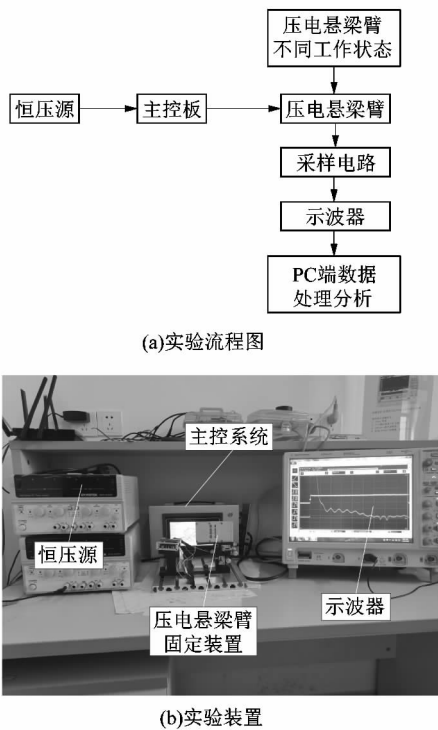 压电悬梁臂
不同工作状态
恒压源
主控板
压电悬梁臂
采样电路
示波器
PC端数据
处理分析
(a)实验流程图
主控系统
恒压源
压电悬梁臂
固定装置
示波器
(b)实验装置